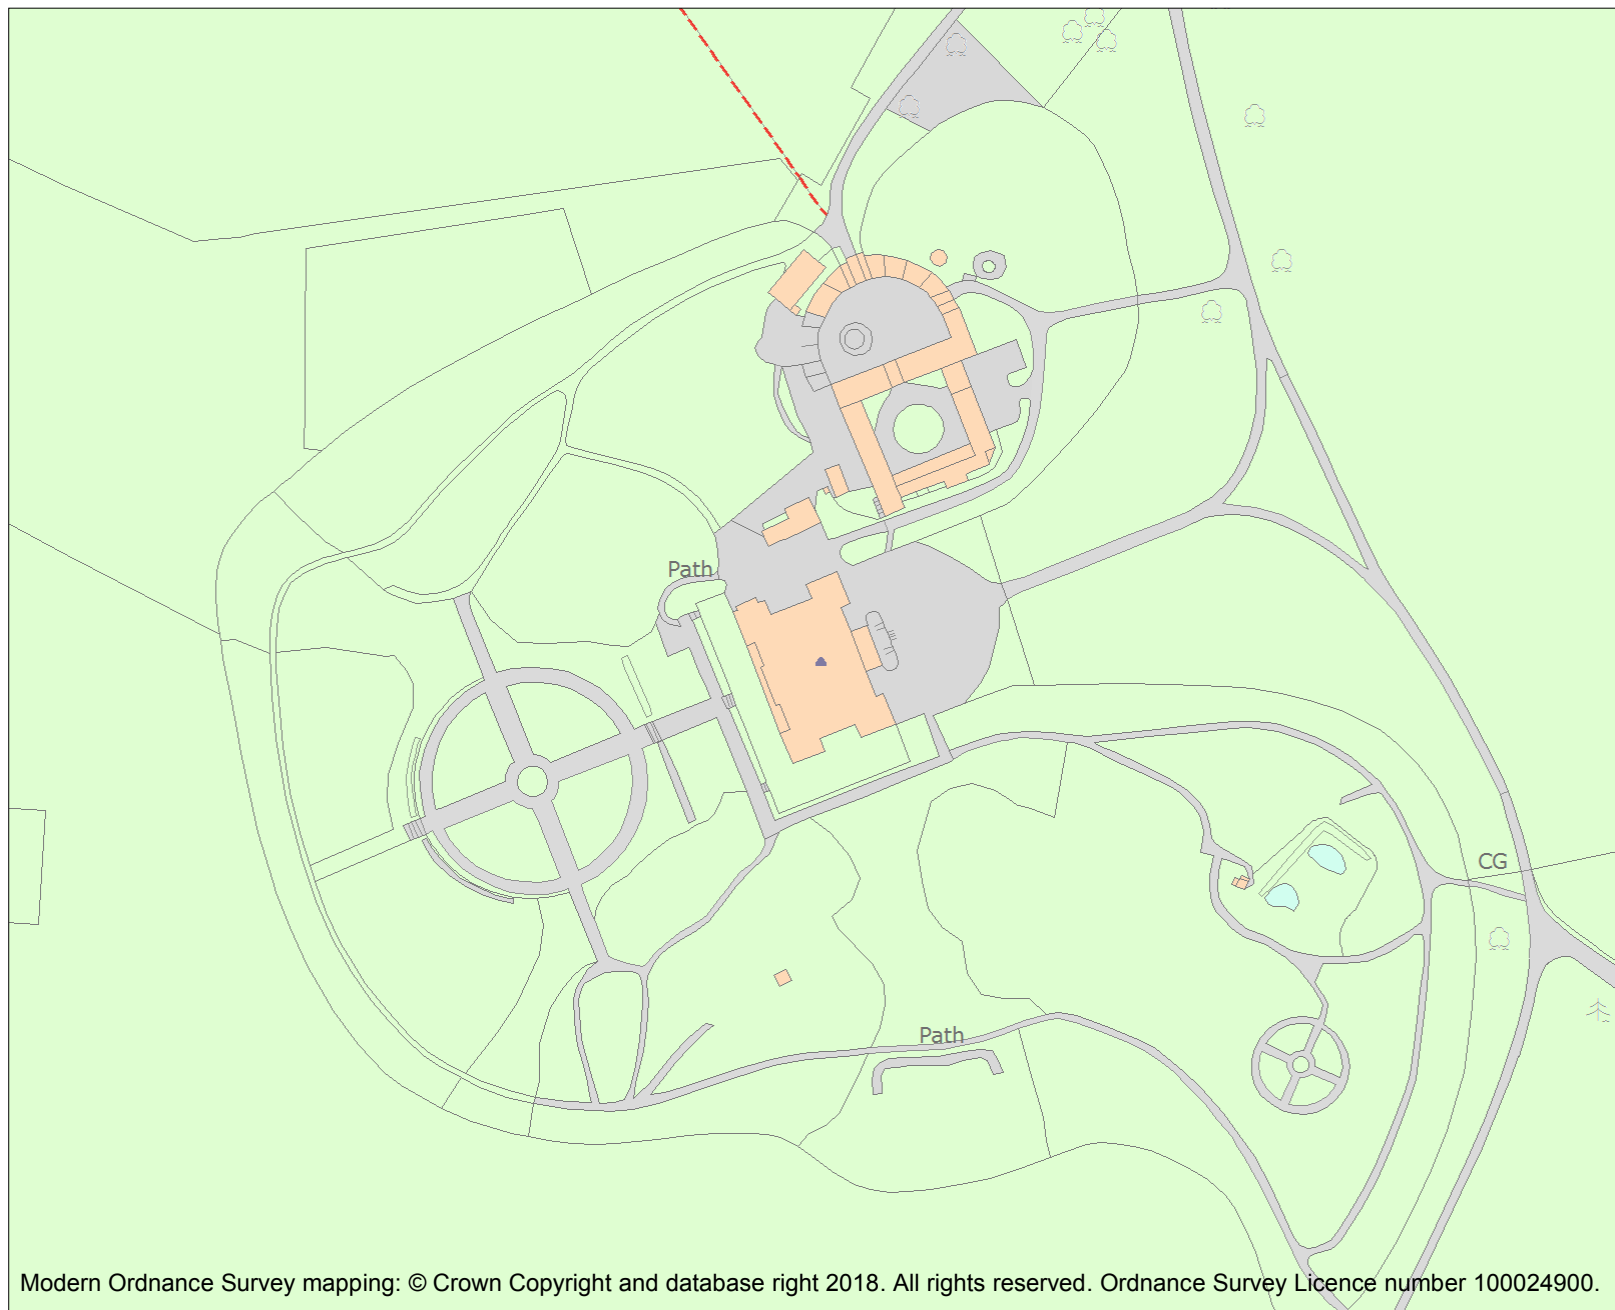 Path
CG
Path
Modern Ordnance Survey mapping: © Crown Copyright and database right 2018. All rights reserved. Ordnance Survey Licence number 100024900.